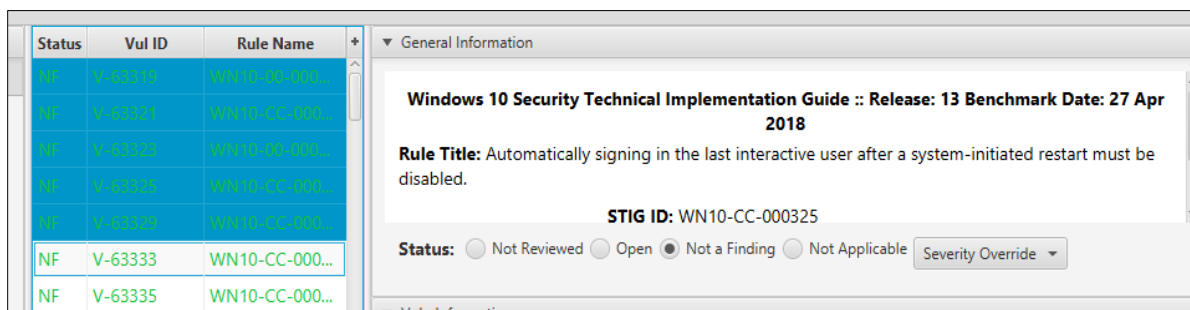 Status Vul ID Rule Name +
NF V-63319 WN10-00-000...
NF V-63321 WN10-CC-000...
NF V-63323 WN10-00-000...
NF V-63325 WN10-CC-000...
NF V-63329 WN10-CC-000...
NF V-63333 WN10-CC-000...
NF V-63335 WN10-CC-000...
General Information
Windows 10 Security Technical Implementation Guide :: Release: 13 Benchmark Date: 27 Apr
2018
Rule Title: Automatically signing in the last interactive user after a system-initiated restart must be
disabled.
STIG ID: WN10-CC-000325
Status: Not Reviewed Open Not a Finding Not Applicable Severity Override